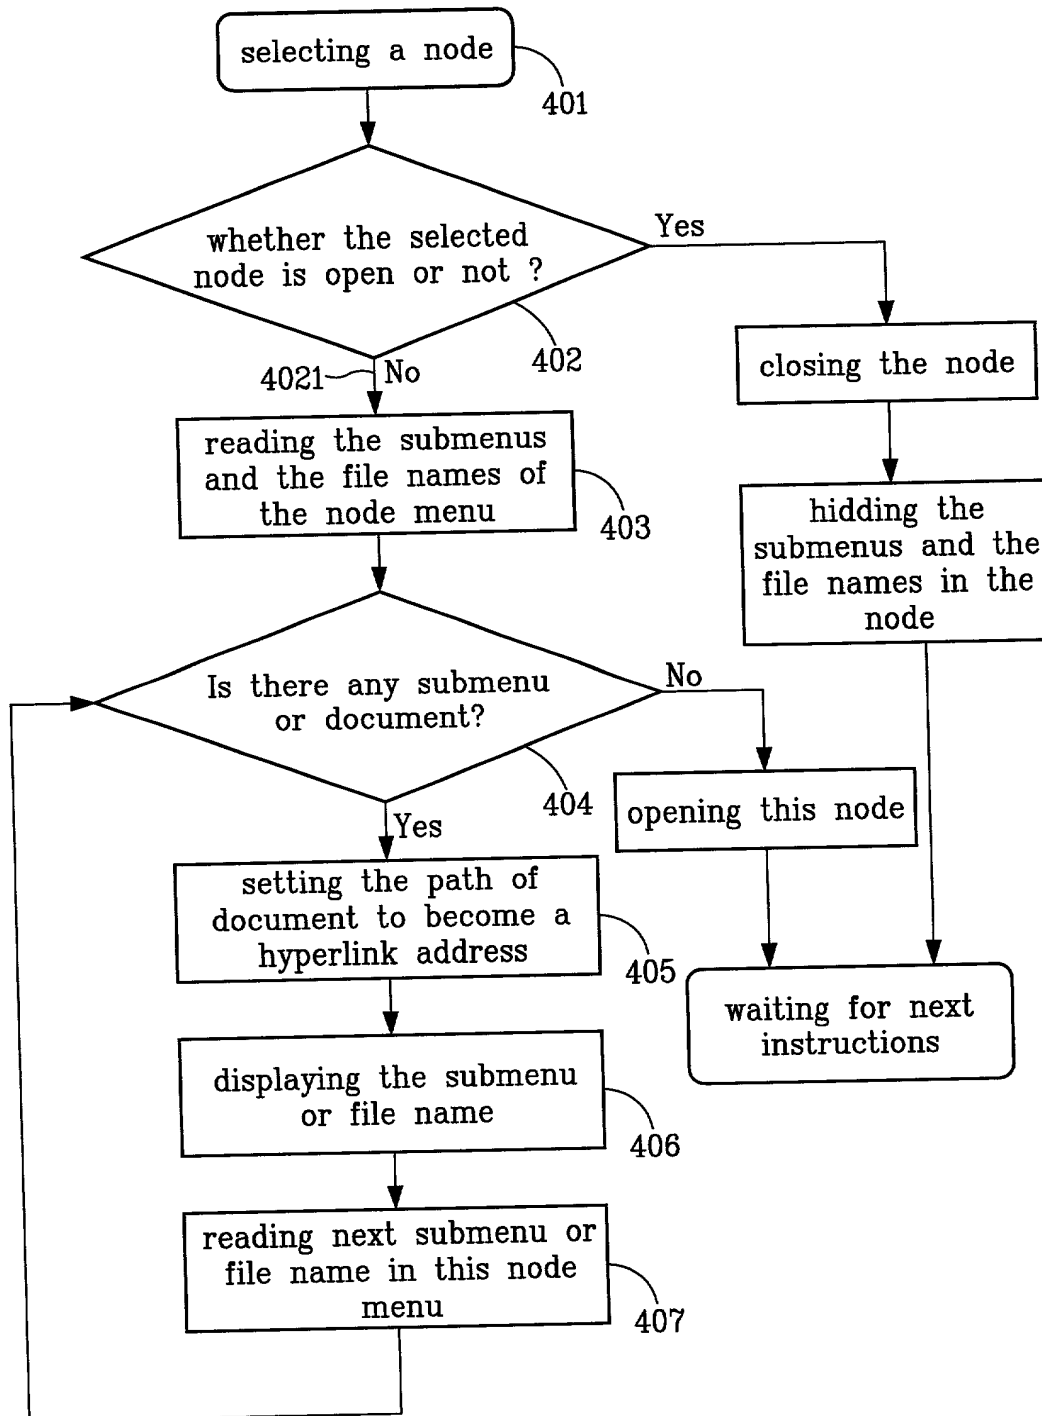 selecting a node
401
whether the selected
node is open or not ?
Yes
402
4021
No
closing the node
reading the submenus
and the file names of
the node menu
403
hidding the
submenus and the
file names in the
node
Is there any submenu
or document?
No
404
Yes
opening this node
setting the path of
document to become a
hyperlink address
405
waiting for next
instructions
displaying the submenu
or file name
406
reading next submenu or
file name in this node
menu
407